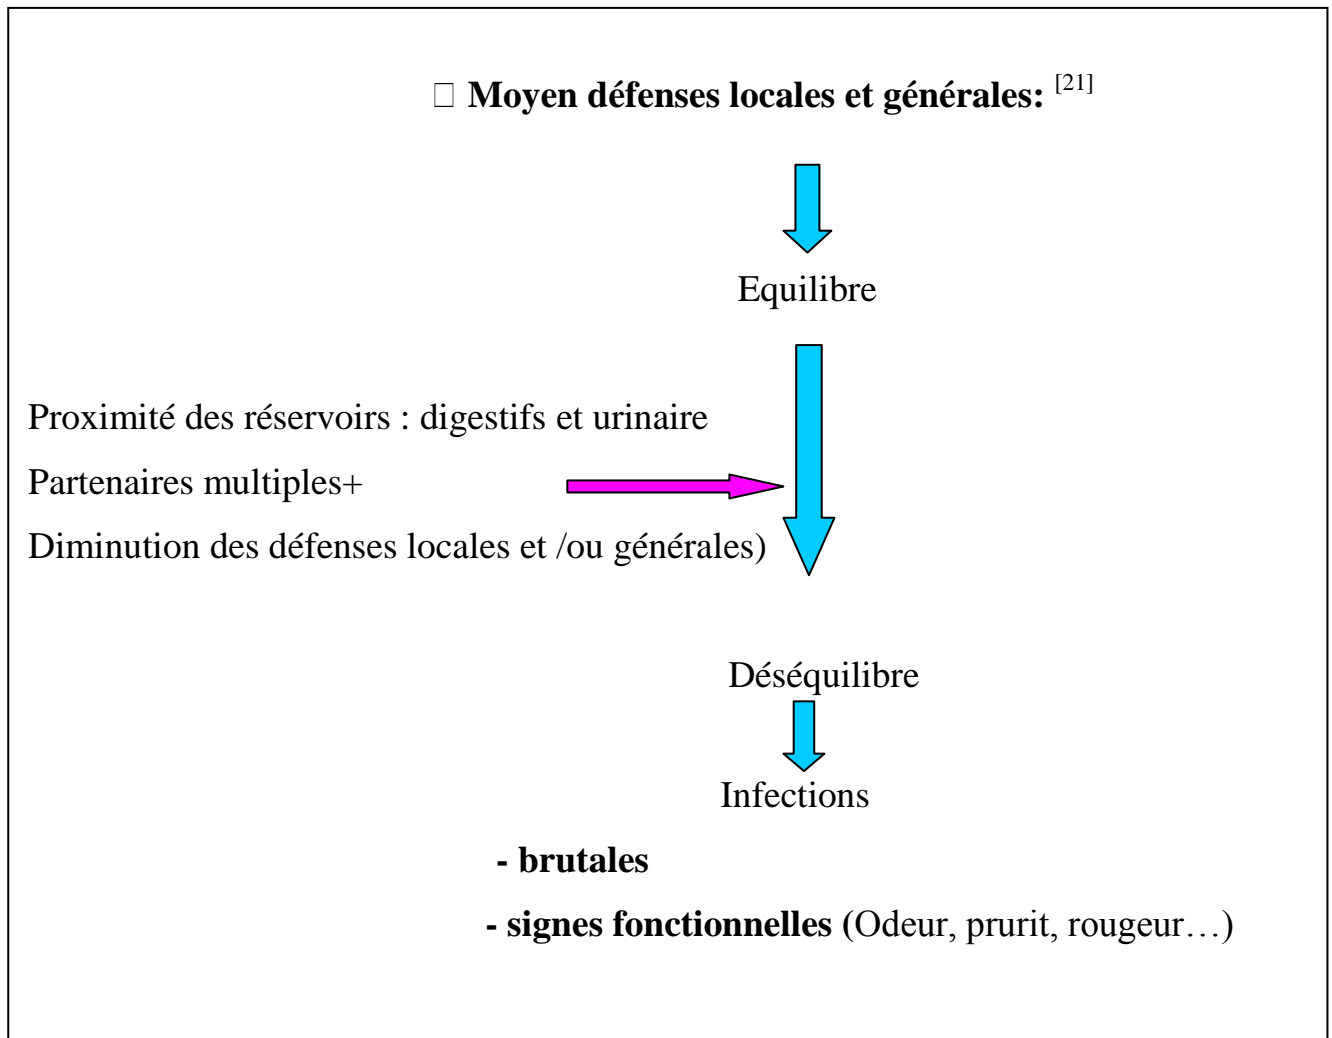 □ Moyen défenses locales et générales: [21]
Equilibre
Proximité des réservoirs : digestifs et urinaire
Partenaires multiples+
Diminution des défenses locales et /ou générales)
Déséquilibre
Infections
- brutales
- signes fonctionnelles (Odeur, prurit, rougeur…)